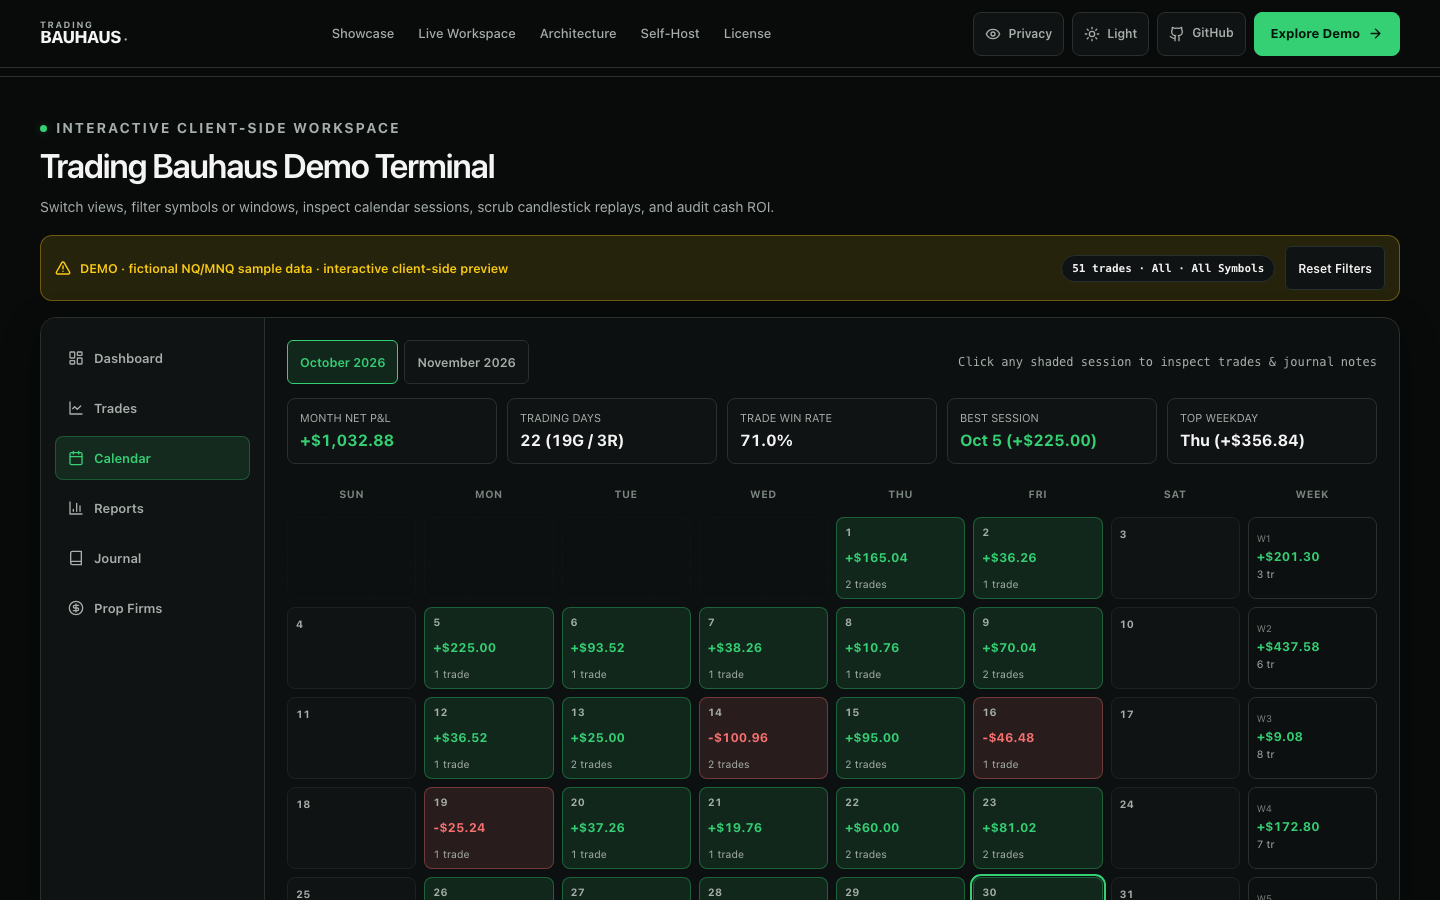 TRADING
BAUHAUS.
Showcase
Live Workspace
Architecture
Self-Host
License
Privacy
Light
GitHub
Explore Demo →
INTERACTIVE CLIENT-SIDE WORKSPACE
Trading Bauhaus Demo Terminal
Switch views, filter symbols or windows, inspect calendar sessions, scrub candlestick replays, and audit cash ROI.
DEMO · fictional NQ/MNQ sample data · interactive client-side preview
51 trades · All · All Symbols
Reset Filters
Dashboard
Trades
Calendar
Reports
Journal
Prop Firms
October 2026
November 2026
Click any shaded session to inspect trades & journal notes
MONTH NET P&L
+$1,032.88
TRADING DAYS
22 (19G / 3R)
TRADE WIN RATE
71.0%
BEST SESSION
Oct 5 (+$225.00)
TOP WEEKDAY
Thu (+$356.84)
SUN MON TUE WED THU FRI SAT WEEK
1
+$165.04
2 trades
2
+$36.26
1 trade
3
W1
+$201.30
3 tr
4
5
+$225.00
1 trade
6
+$93.52
1 trade
7
+$38.26
1 trade
8
+$10.76
1 trade
9
+$70.04
2 trades
10
W2
+$437.58
6 tr
11
12
+$36.52
1 trade
13
+$25.00
2 trades
14
-$100.96
2 trades
15
+$95.00
2 trades
16
-$46.48
1 trade
17
W3
+$9.08
8 tr
18
19
-$25.24
1 trade
20
+$37.26
1 trade
21
+$19.76
1 trade
22
+$60.00
2 trades
23
+$81.02
2 trades
24
W4
+$172.80
7 tr
25
26
27
28
29
30
31
W5